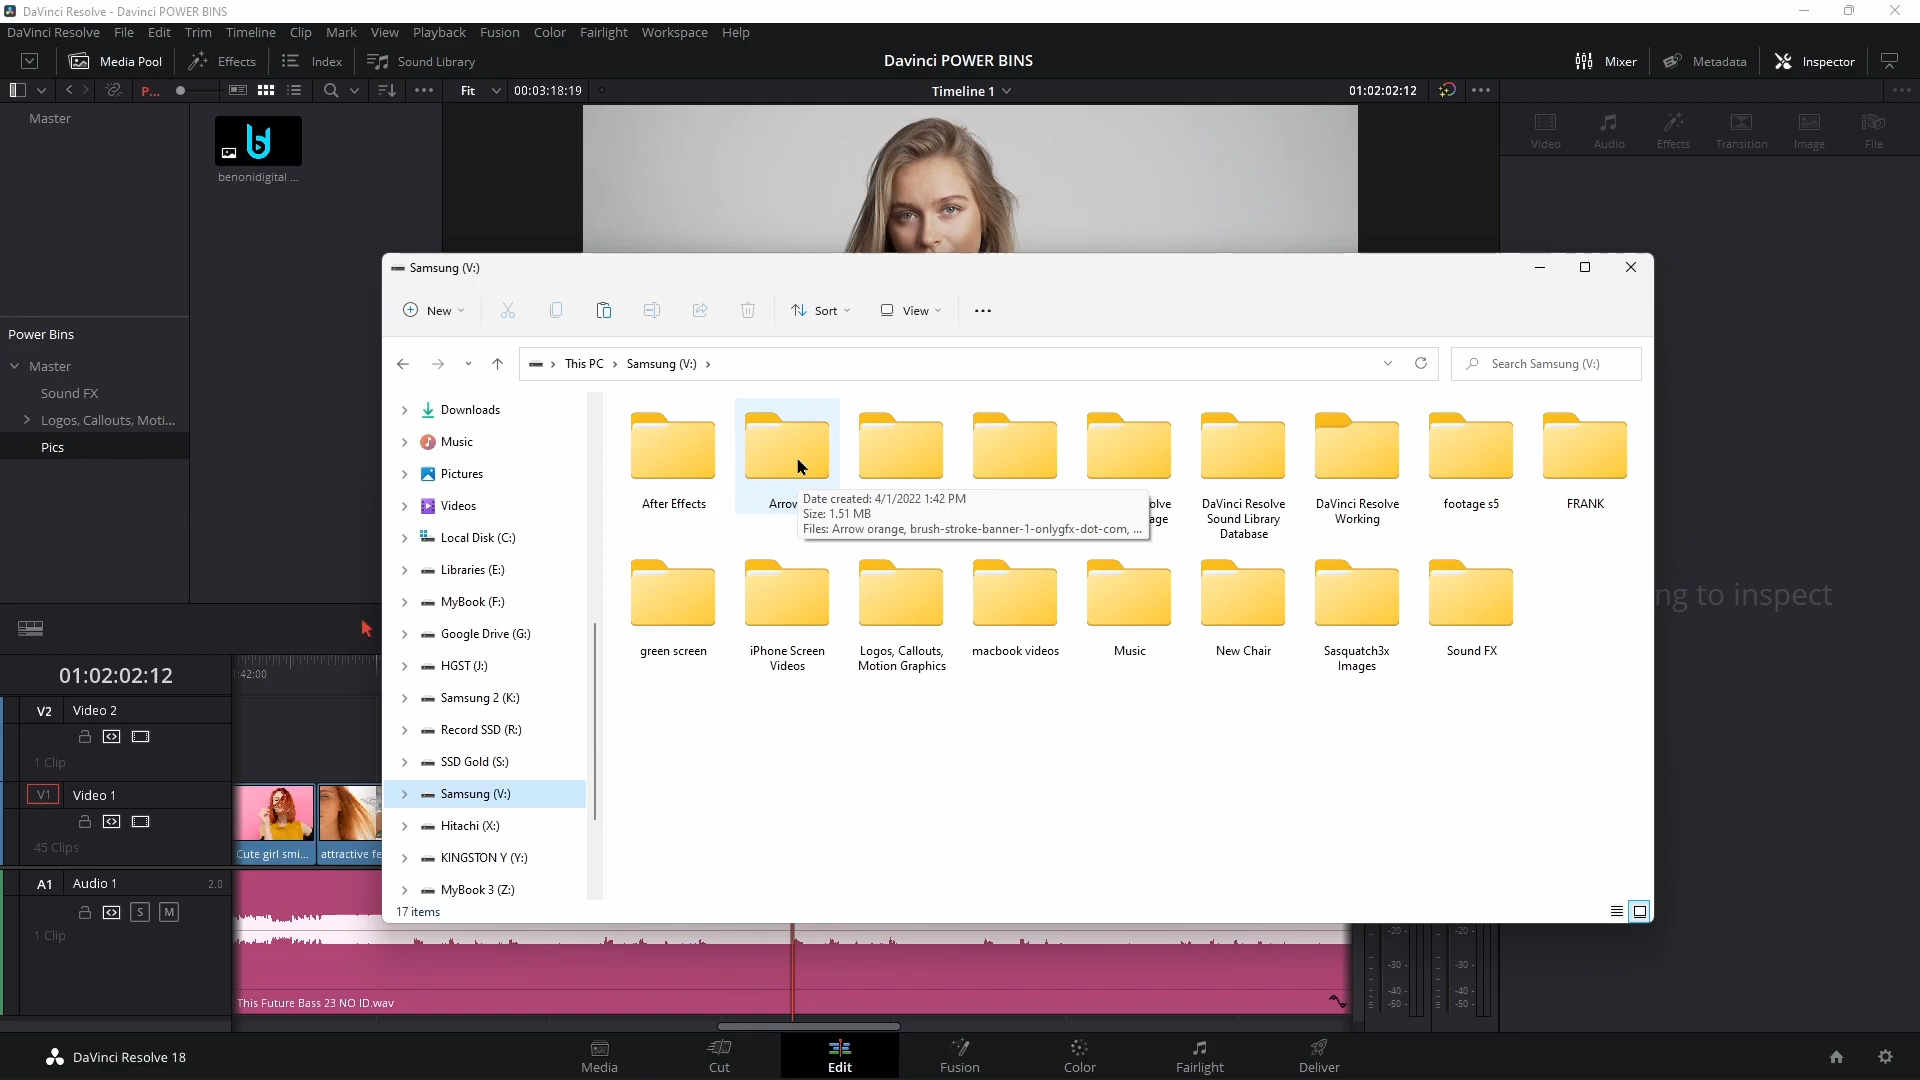 DaVinci Resolve - Davinci POWER BINS
DaVinci Resolve File Edit Trim Timeline Clip Mark View Playback Fusion Color Fairlight Workspace Help
Media Pool Effects Index Sound Library
Davinci POWER BINS
Mixer Metadata Inspector
P... Fit 00:03:18:19
Timeline 1
01:02:02:12
Master
benonidigital ...
Video Audio Effects Transition Image File
Power Bins
Master
Sound FX
Logos, Callouts, Moti...
Pics
Samsung (V:)
New Sort View
This PC Samsung (V:)
Search Samsung (V:)
Downloads
Music
Pictures
Videos
Local Disk (C:)
Libraries (E:)
MyBook (F:)
Google Drive (G:)
HGST (J:)
Samsung 2 (K:)
Record SSD (R:)
SSD Gold (S:)
Samsung (V:)
Hitachi (X:)
KINGSTON Y (Y:)
MyBook 3 (Z:)
17 items
After Effects
DaVinci Resolve
Sound Library
Database
DaVinci Resolve
Working
footage s5
FRANK
Date created: 4/1/2022 1:42 PM
Size: 1.51 MB
Files: Arrow orange, brush-stroke-banner-1-onlygfx-dot-com, ...
green screen
iPhone Screen
Videos
Logos, Callouts,
Motion Graphics
macbook videos
Music
New Chair
Sasquatch3x
Images
Sound FX
ng to inspect
01:02:02:12
:42:00
V2 Video 2
1 Clip
V1 Video 1
45 Clips
Cute girl smi...
attractive fe
A1 Audio 1 2.0
S M
1 Clip
This Future Bass 23 NO ID.wav
-20 -20
-30 -30
-40 -40
-50 -50
DaVinci Resolve 18
Media Cut Edit Fusion Color Fairlight Deliver